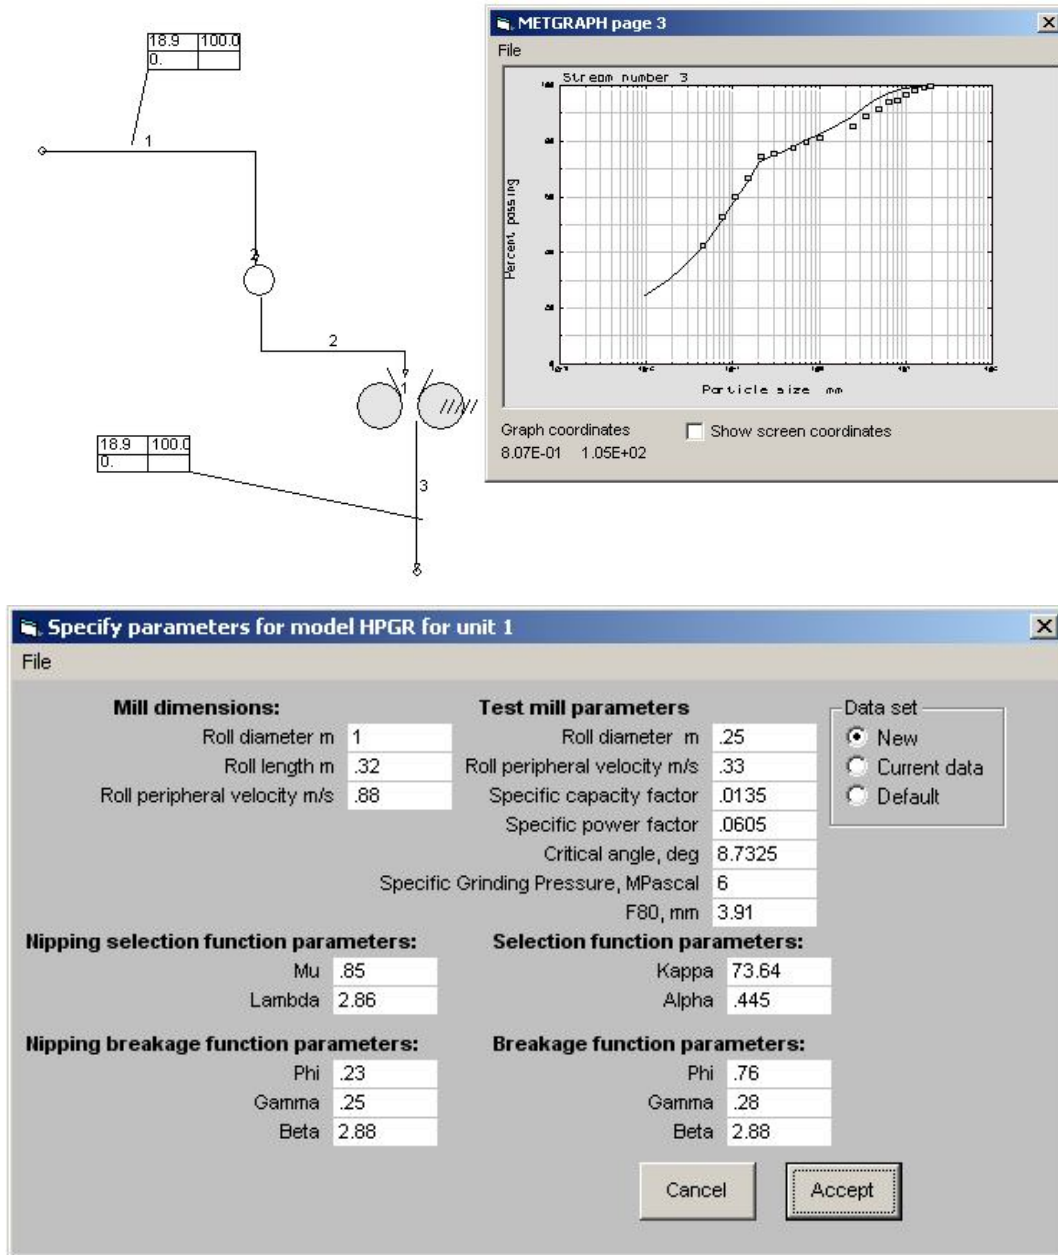 18.9 100.0
0.
1
2
2
1
18.9 100.0
0.
3
METGRAPH page 3
File
Stream number 3
Percent passing
Particle size mm
Graph coordinates
Show screen coordinates
8.07E-01 1.05E+02
Specify parameters for model HPGR for unit 1
File
Mill dimensions:
Roll diameter m 1
Roll length m .32
Roll peripheral velocity m/s .88
Test mill parameters
Roll diameter m .25
Roll peripheral velocity m/s .33
Specific capacity factor .0135
Specific power factor .0605
Critical angle, deg 8.7325
Specific Grinding Pressure, MPascal 6
F80, mm 3.91
Data set
New
Current data
Default
Nipping selection function parameters:
Mu .85
Lambda 2.86
Selection function parameters:
Kappa 73.64
Alpha .445
Nipping breakage function parameters:
Phi .23
Gamma .25
Beta 2.88
Breakage function parameters:
Phi .76
Gamma .28
Beta 2.88
Cancel
Accept